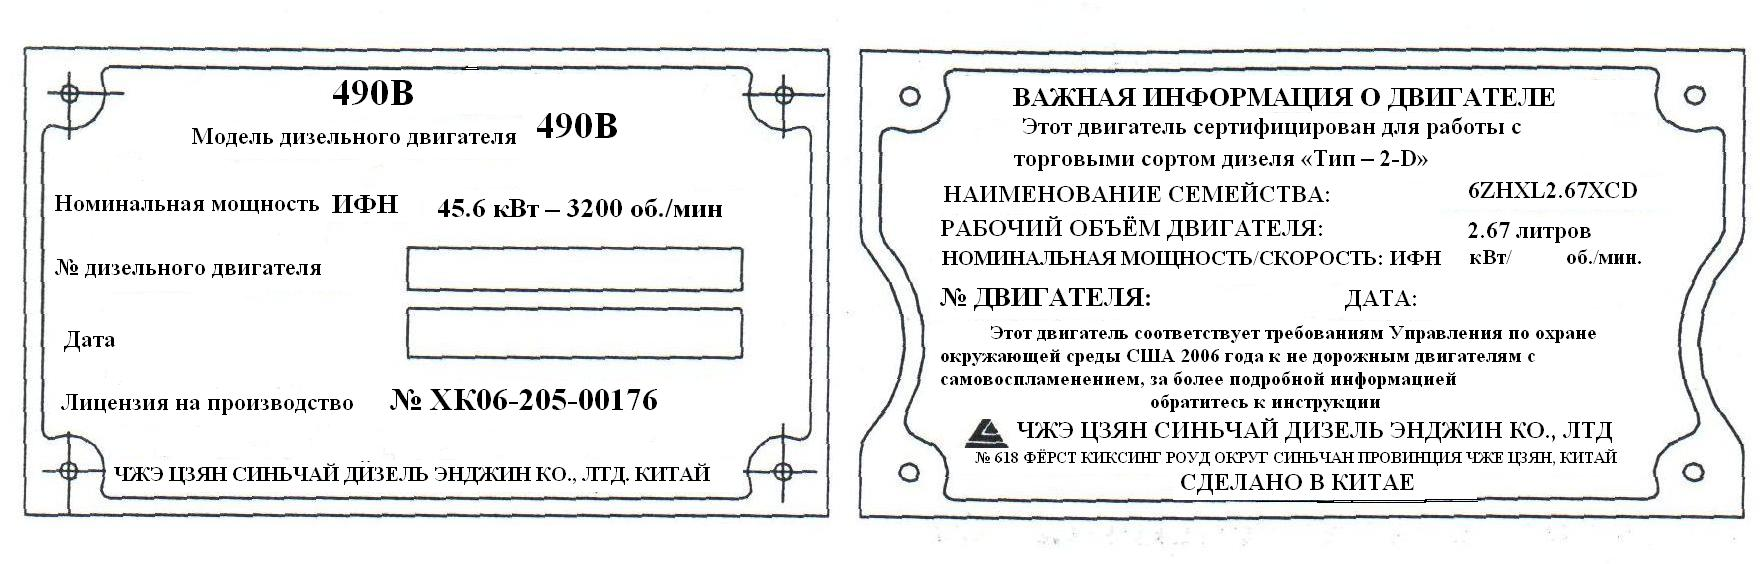 490В
Модель дизельного двигателя 490В
Номинальная мощность ИФН 45.6 кВт – 3200 об./мин
№ дизельного двигателя
Дата
Лицензия на производство № ХК06-205-00176
ЧЖЭ ЦЗЯН СИНЬЧАЙ ДИЗЕЛЬ ЭНДЖИН КО., ЛТД. КИТАЙ
ВАЖНАЯ ИНФОРМАЦИЯ О ДВИГАТЕЛЕ
Этот двигатель сертифицирован для работы с
торговыми сортом дизеля «Тип – 2-D»
НАИМЕНОВАНИЕ СЕМЕЙСТВА: 6ZHXL2.67XCD
РАБОЧИЙ ОБЪЁМ ДВИГАТЕЛЯ: 2.67 литров
НОМИНАЛЬНАЯ МОЩНОСТЬ/СКОРОСТЬ: ИФН кВт/ об./мин.
№ ДВИГАТЕЛЯ: ДАТА:
Этот двигатель соответствует требованиям Управления по охране
окружающей среды США 2006 года к не дорожным двигателям с
самовоспламенением, за более подробной информацией
обратитесь к инструкции
ЧЖЭ ЦЗЯН СИНЬЧАЙ ДИЗЕЛЬ ЭНДЖИН КО., ЛТД
№ 618 ФЁРСТ КИКСИНГ РОУД ОКРУГ СИНЬЧАН ПРОВИНЦИЯ ЧЖЕ ЦЗЯН, КИТАЙ
СДЕЛАНО В КИТАЕ